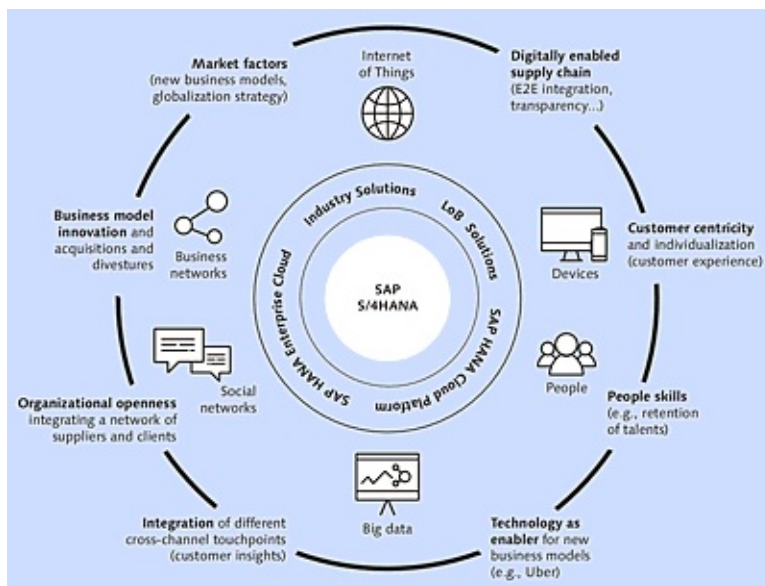 Market factors
(new business models,
globalization strategy)
Internet
of Things
Digitally enabled
supply chain
(E2E integration,
transparency...)
Business model
innovation and
acquisitions and
divestures
Business
networks
Industry Solutions
LoB Solutions
SAP HANA Enterprise Cloud
SAP HANA Cloud Platform
SAP
S/4HANA
Devices
Customer centricity
and individualization
(customer experience)
Social
networks
People
Organizational openness
integrating a network of
suppliers and clients
People skills
(e.g., retention
of talents)
Integration of different
cross-channel touchpoints
(customer insights)
Big data
Technology as
enabler for new
business models
(e.g., Uber)